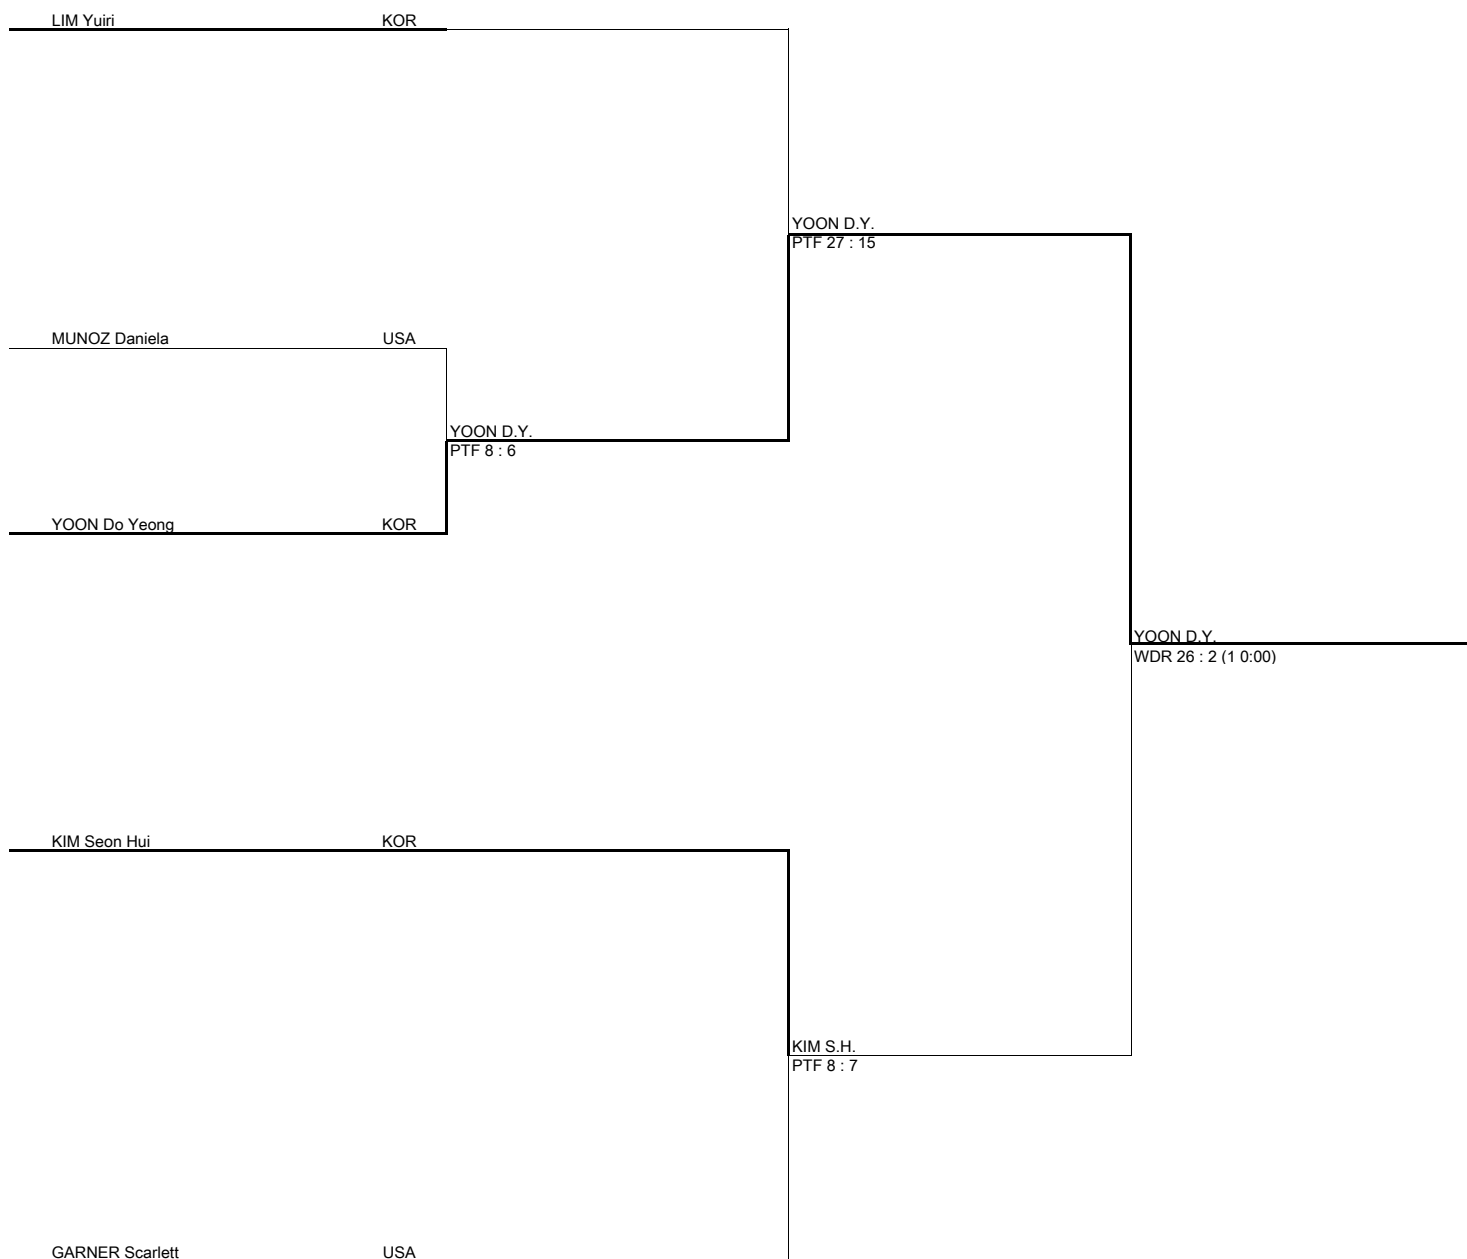 LIM Yuiri KOR
YOON D.Y.
PTF 27 : 15
MUNOZ Daniela USA
YOON D.Y.
PTF 8 : 6
YOON Do Yeong KOR
YOON D.Y.
WDR 26 : 2 (1 0:00)
KIM Seon Hui KOR
KIM S.H.
PTF 8 : 7
GARNER Scarlett USA